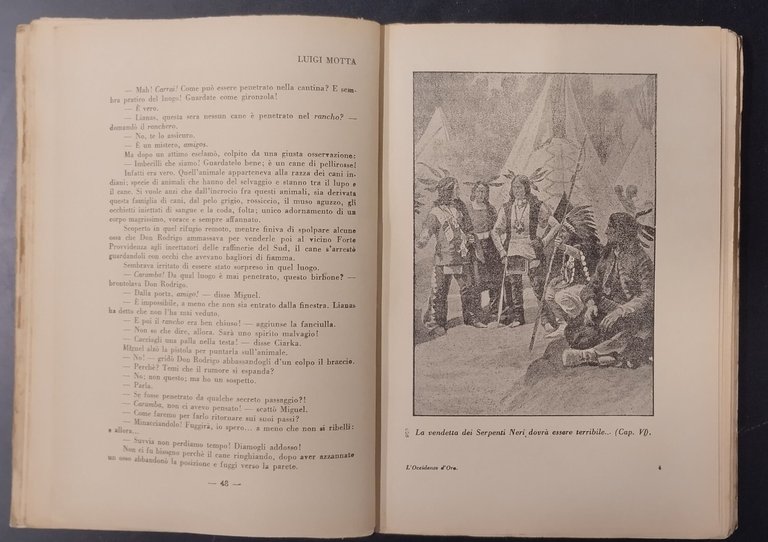 LUIGI MOTTA
— Mah! Carrai! Come può essere penetrato nella cantina? E sem-
bra pratico del luogo! Guardate come gironzola!
— È vero.
— Lianas, questa sera nessun cane è penetrato nel rancho? —
domandò il ranchero.
— No, te lo assicuro.
— È un mistero, amigos.
Ma dopo un attimo esclamò, colpito da una giusta osservazione:
— Imbecilli che siamo! Guardatelo bene; è un cane di pellirosse!
Infatti era vero. Quell'animale apparteneva alla razza dei cani in-
diani; specie di animali che hanno del selvaggio e stanno tra il lupo e
il cane. Si vuole anzi che dall'incrocio fra questi animali, sia derivata
questa famiglia di cani, dal pelo grigio, rossiccio, il muso aguzzo, gli
occhietti iniettati di sangue e la coda, folta; unico adornamento di un
corpo magrissimo, vorace e sempre affannato.
Scoperto in quel rifugio remoto, mentre finiva di spolpare alcune
ossa che Don Rodrigo ammassava per venderle poi al vicino Forte
Provvidenza agli incettatori delle raffinerie del Sud, il cane s'arrestò
guardandoli con occhi che avevano bagliori di fiamma.
Sembrava irritato di essere stato sorpreso in quel luogo.
— Caramba! Da qual luogo è mai penetrato, questo birbone? —
brontolava Don Rodrigo.
— Dalla porta, amigo! — disse Miguel.
— È impossibile, a meno che non sia entrato dalla finestra. Lianas
ha detto che non l'ha mai veduto.
— E poi il rancho era ben chiuso! — aggiunse la fanciulla.
— Non so che dire, allora. Sarà uno spirito malvagio!
— Cacciagli una palla nella testa! — disse Ciarka.
Miguel alzò la pistola per puntarla sull'animale.
— No! — gridò Don Rodrigo abbassandogli d'un colpo il braccio.
— Perchè? Temi che il rumore si espanda?
— No; non questo; ma ho un sospetto.
— Parla.
— Se fosse penetrato da qualche secreto passaggio?!
— Caramba, non ci avevo pensato! — scattò Miguel.
— Come faremo per farlo ritornare sui suoi passi?
— Minacciandolo! Fuggirà, io spero... a meno che non si ribelli:
e allora...
— Suvvia non perdiamo tempo! Diamogli addosso!
Non ci fu bisogno perchè il cane ringhiando, dopo aver azzannato
un osso abbandonò la posizione e fuggì verso la parete.
— 48 —
La vendetta dei Serpenti Neri dovrà essere terribile... (Cap. V).
L'Occidente d'Oro.
4